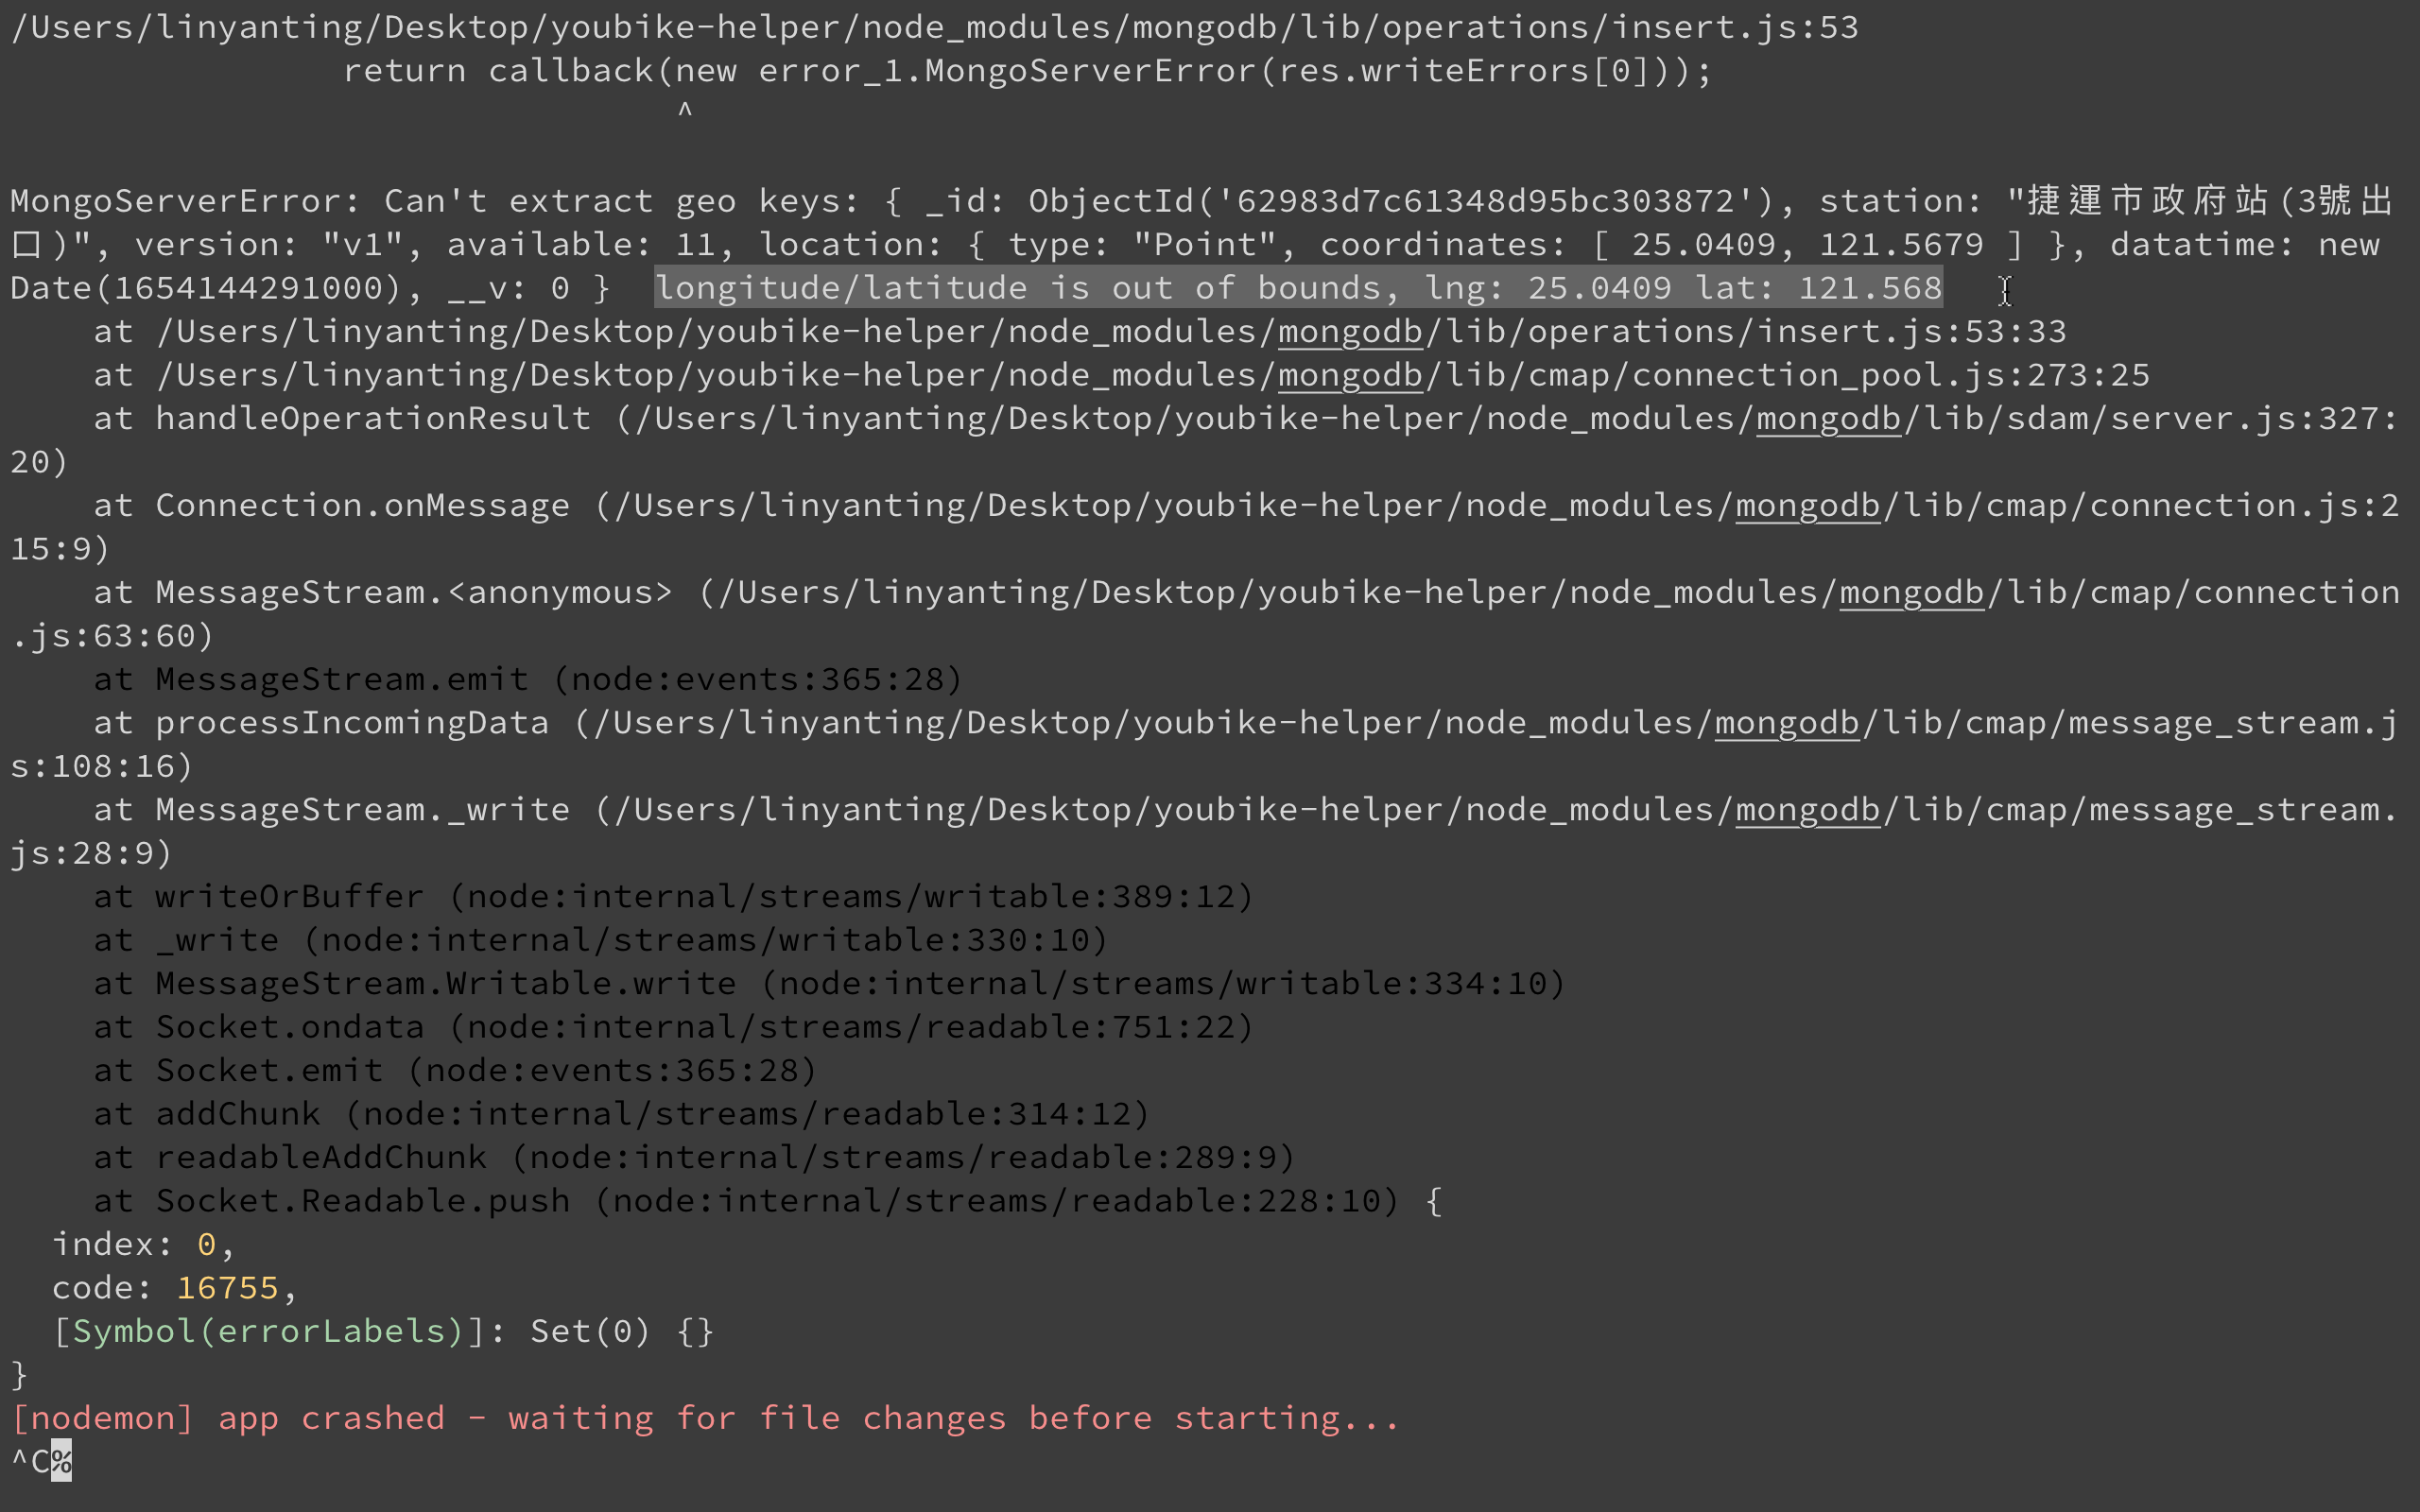 /Users/linyanting/Desktop/youbike-helper/node_modules/mongodb/lib/operations/insert.js:53
                return callback(new error_1.MongoServerError(res.writeErrors[0]));
                                ^
MongoServerError: Can't extract geo keys: { _id: ObjectId('62983d7c61348d95bc303872'), station: "捷運市政府站(3號出
口)", version: "v1", available: 11, location: { type: "Point", coordinates: [ 25.0409, 121.5679 ] }, datatime: new
Date(1654144291000), __v: 0 }  longitude/latitude is out of bounds, lng: 25.0409 lat: 121.568
    at /Users/linyanting/Desktop/youbike-helper/node_modules/mongodb/lib/operations/insert.js:53:33
    at /Users/linyanting/Desktop/youbike-helper/node_modules/mongodb/lib/cmap/connection_pool.js:273:25
    at handleOperationResult (/Users/linyanting/Desktop/youbike-helper/node_modules/mongodb/lib/sdam/server.js:327:
20)
    at Connection.onMessage (/Users/linyanting/Desktop/youbike-helper/node_modules/mongodb/lib/cmap/connection.js:2
15:9)
    at MessageStream.<anonymous> (/Users/linyanting/Desktop/youbike-helper/node_modules/mongodb/lib/cmap/connection
.js:63:60)
    at MessageStream.emit (node:events:365:28)
    at processIncomingData (/Users/linyanting/Desktop/youbike-helper/node_modules/mongodb/lib/cmap/message_stream.j
s:108:16)
    at MessageStream._write (/Users/linyanting/Desktop/youbike-helper/node_modules/mongodb/lib/cmap/message_stream.
js:28:9)
    at writeOrBuffer (node:internal/streams/writable:389:12)
    at _write (node:internal/streams/writable:330:10)
    at MessageStream.Writable.write (node:internal/streams/writable:334:10)
    at Socket.ondata (node:internal/streams/readable:751:22)
    at Socket.emit (node:events:365:28)
    at addChunk (node:internal/streams/readable:314:12)
    at readableAddChunk (node:internal/streams/readable:289:9)
    at Socket.Readable.push (node:internal/streams/readable:228:10) {
  index: 0,
  code: 16755,
  [Symbol(errorLabels)]: Set(0) {}
}
[nodemon] app crashed - waiting for file changes before starting...
^C%